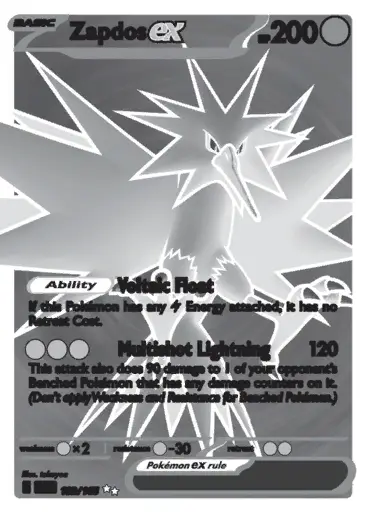 BASIC
Zapdos ex
HP 200
Ability Voltaic Float
If this Pokémon has any Energy attached, it has no
Retreat Cost.
Multishot Lightning 120
This attack also does 90 damage to 1 of your opponent's
Benched Pokémon that has any damage counters on it.
(Don't apply Weakness and Resistance for Benched Pokémon.)
weakness ×2 resistance -30 retreat
Pokémon ex rule
Illus.